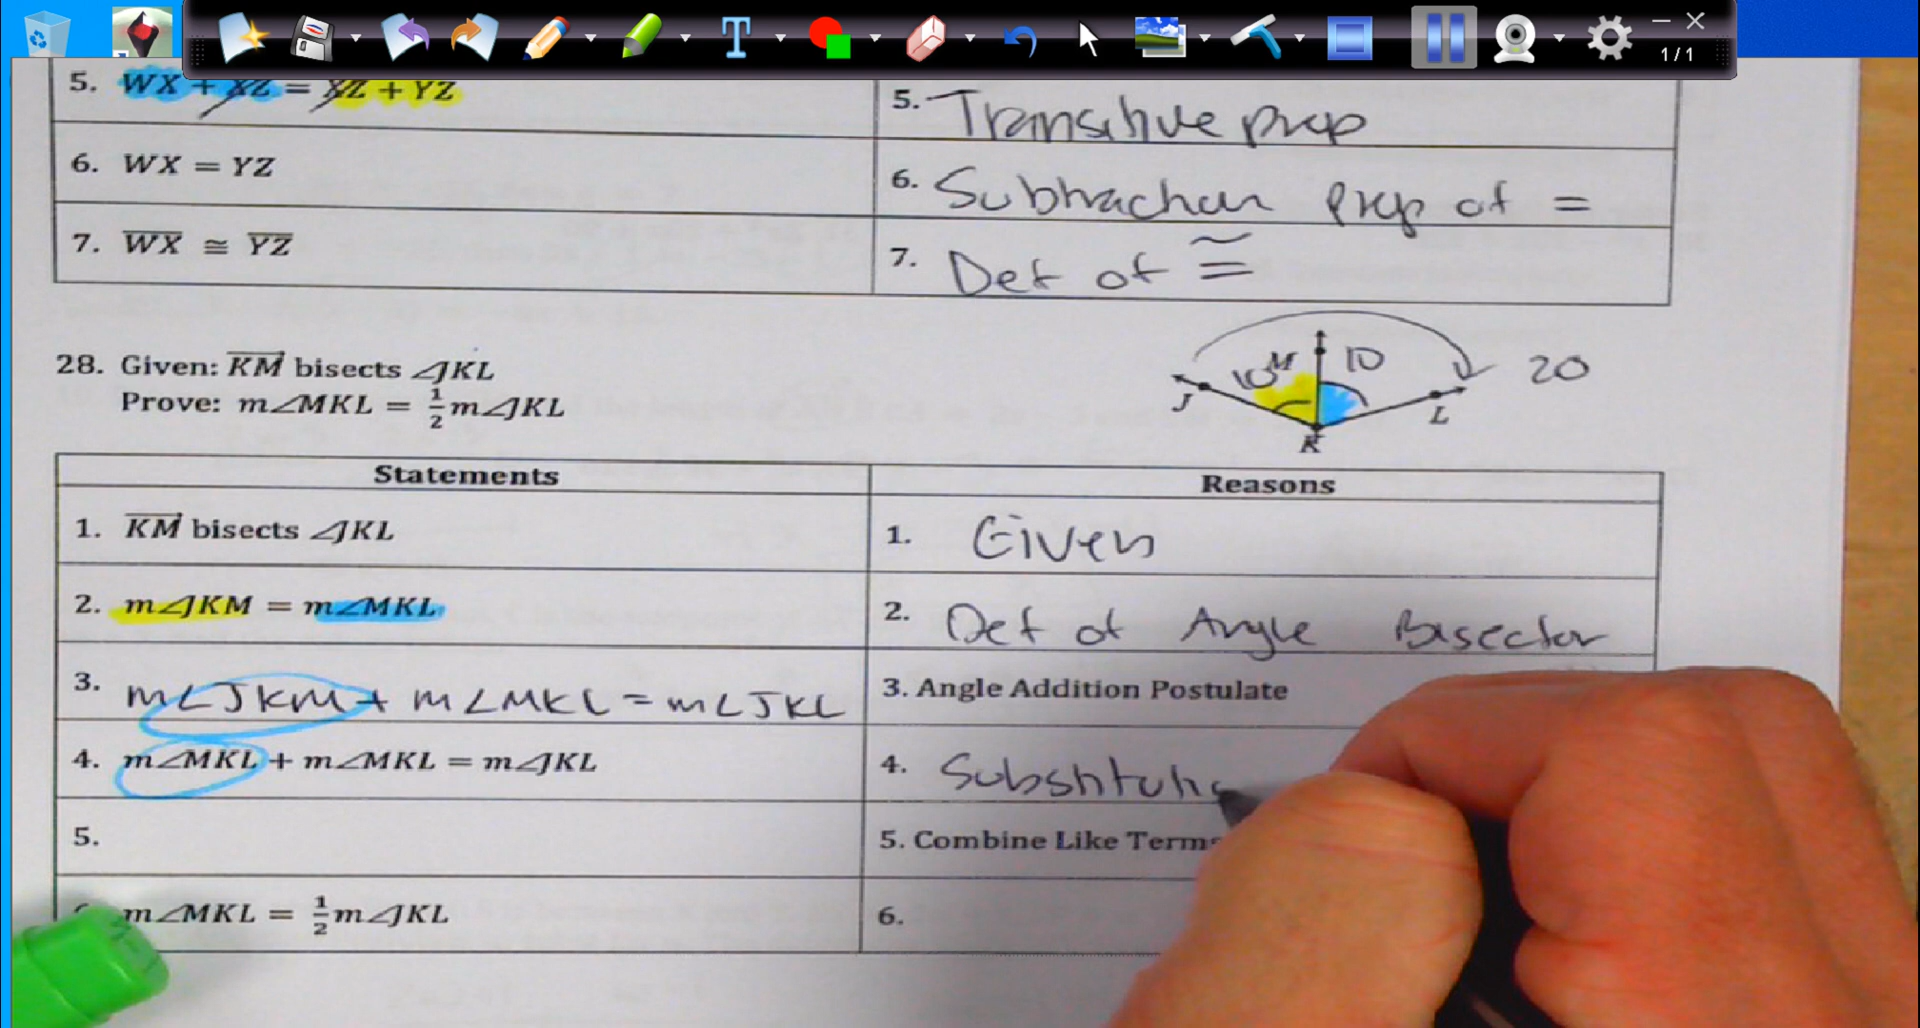 1/1
5. WX + XZ = XZ + YZ
5. Transitive prop
6. WX = YZ
6. Subtraction Prop of =
7. WX ≅ YZ
7. Def of ≅
28. Given: KM bisects ∠JKL
Prove: m∠MKL = 1/2 m∠JKL
J 10 M 10 L K 20
Statements
Reasons
1. KM bisects ∠JKL
1. Given
2. m∠JKM = m∠MKL
2. Def of Angle Bisector
3. m∠JKM + m∠MKL = m∠JKL
3. Angle Addition Postulate
4. m∠MKL + m∠MKL = m∠JKL
4. Substitutio
5.
5. Combine Like Terms
m∠MKL = 1/2 m∠JKL
6.